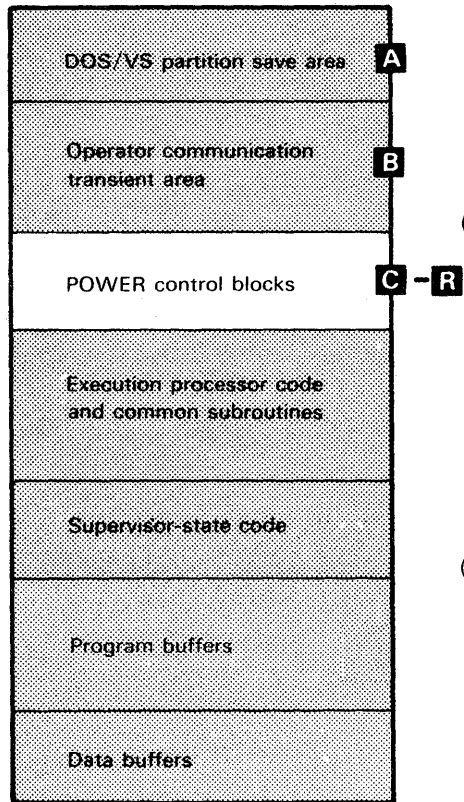 DOS/VS partition save area A
Operator communication
transient area B
POWER control blocks C - R
Execution processor code
and common subroutines
Supervisor-state code
Program buffers
Data buffers